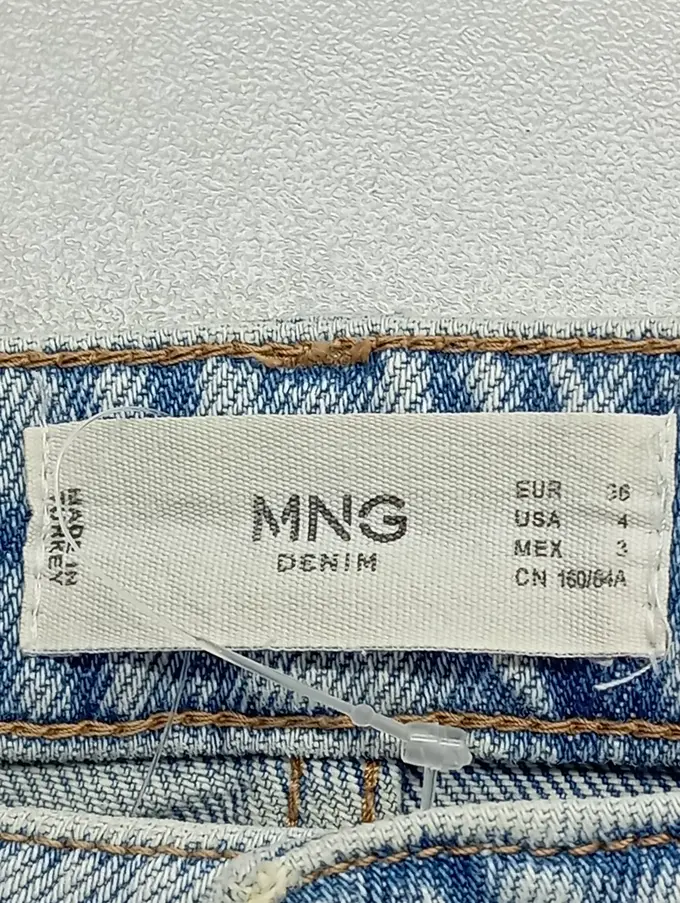 MADE IN
TURKEY
MNG
DENIM
EUR 36
USA 4
MEX 3
CN 160/64A